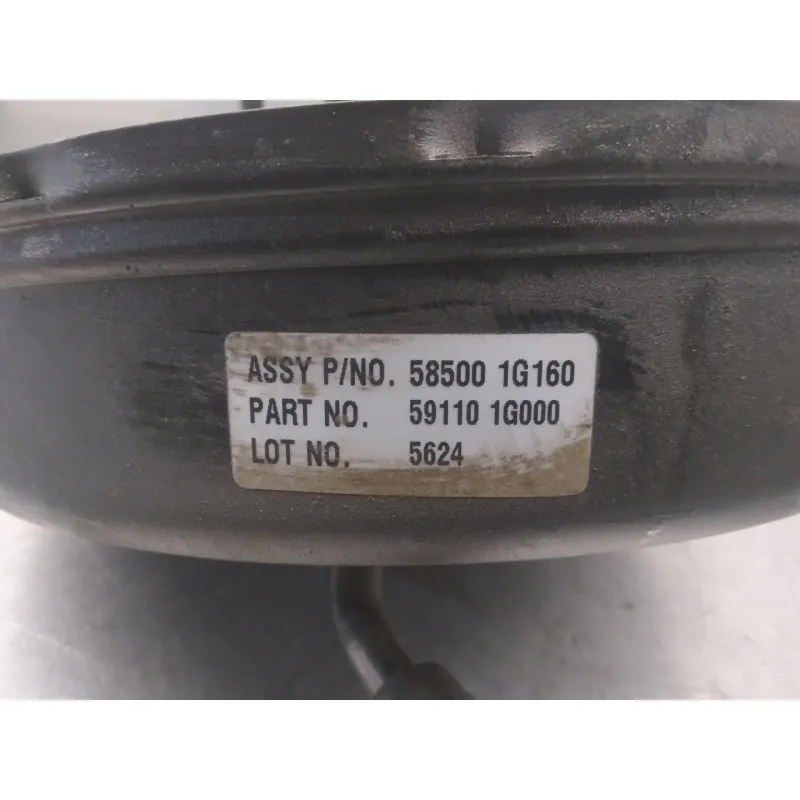 ASSY P/NO. 58500 1G160
PART NO. 59110 1G000
LOT NO. 5624